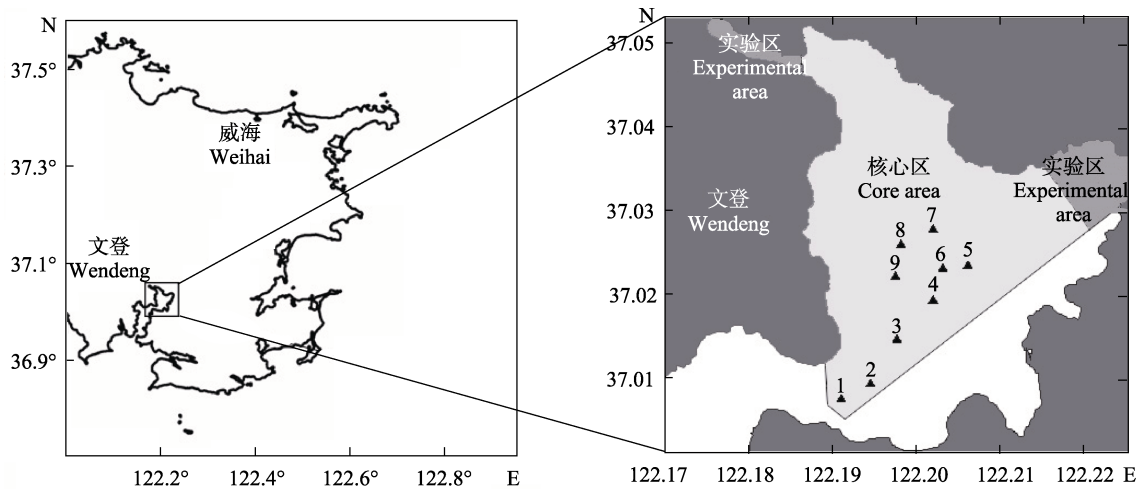 N
37.5°
37.3°
37.1°
36.9°
威海
Weihai
文登
Wendeng
122.2°
122.4°
122.6°
122.8°
E
N
37.05
37.04
37.03
37.02
37.01
实验区
Experimental
area
核心区
Core area
实验区
Experimental
area
文登
Wendeng
7
8
6
5
9
4
3
2
1
122.17
122.18
122.19
122.20
122.21
122.22
E